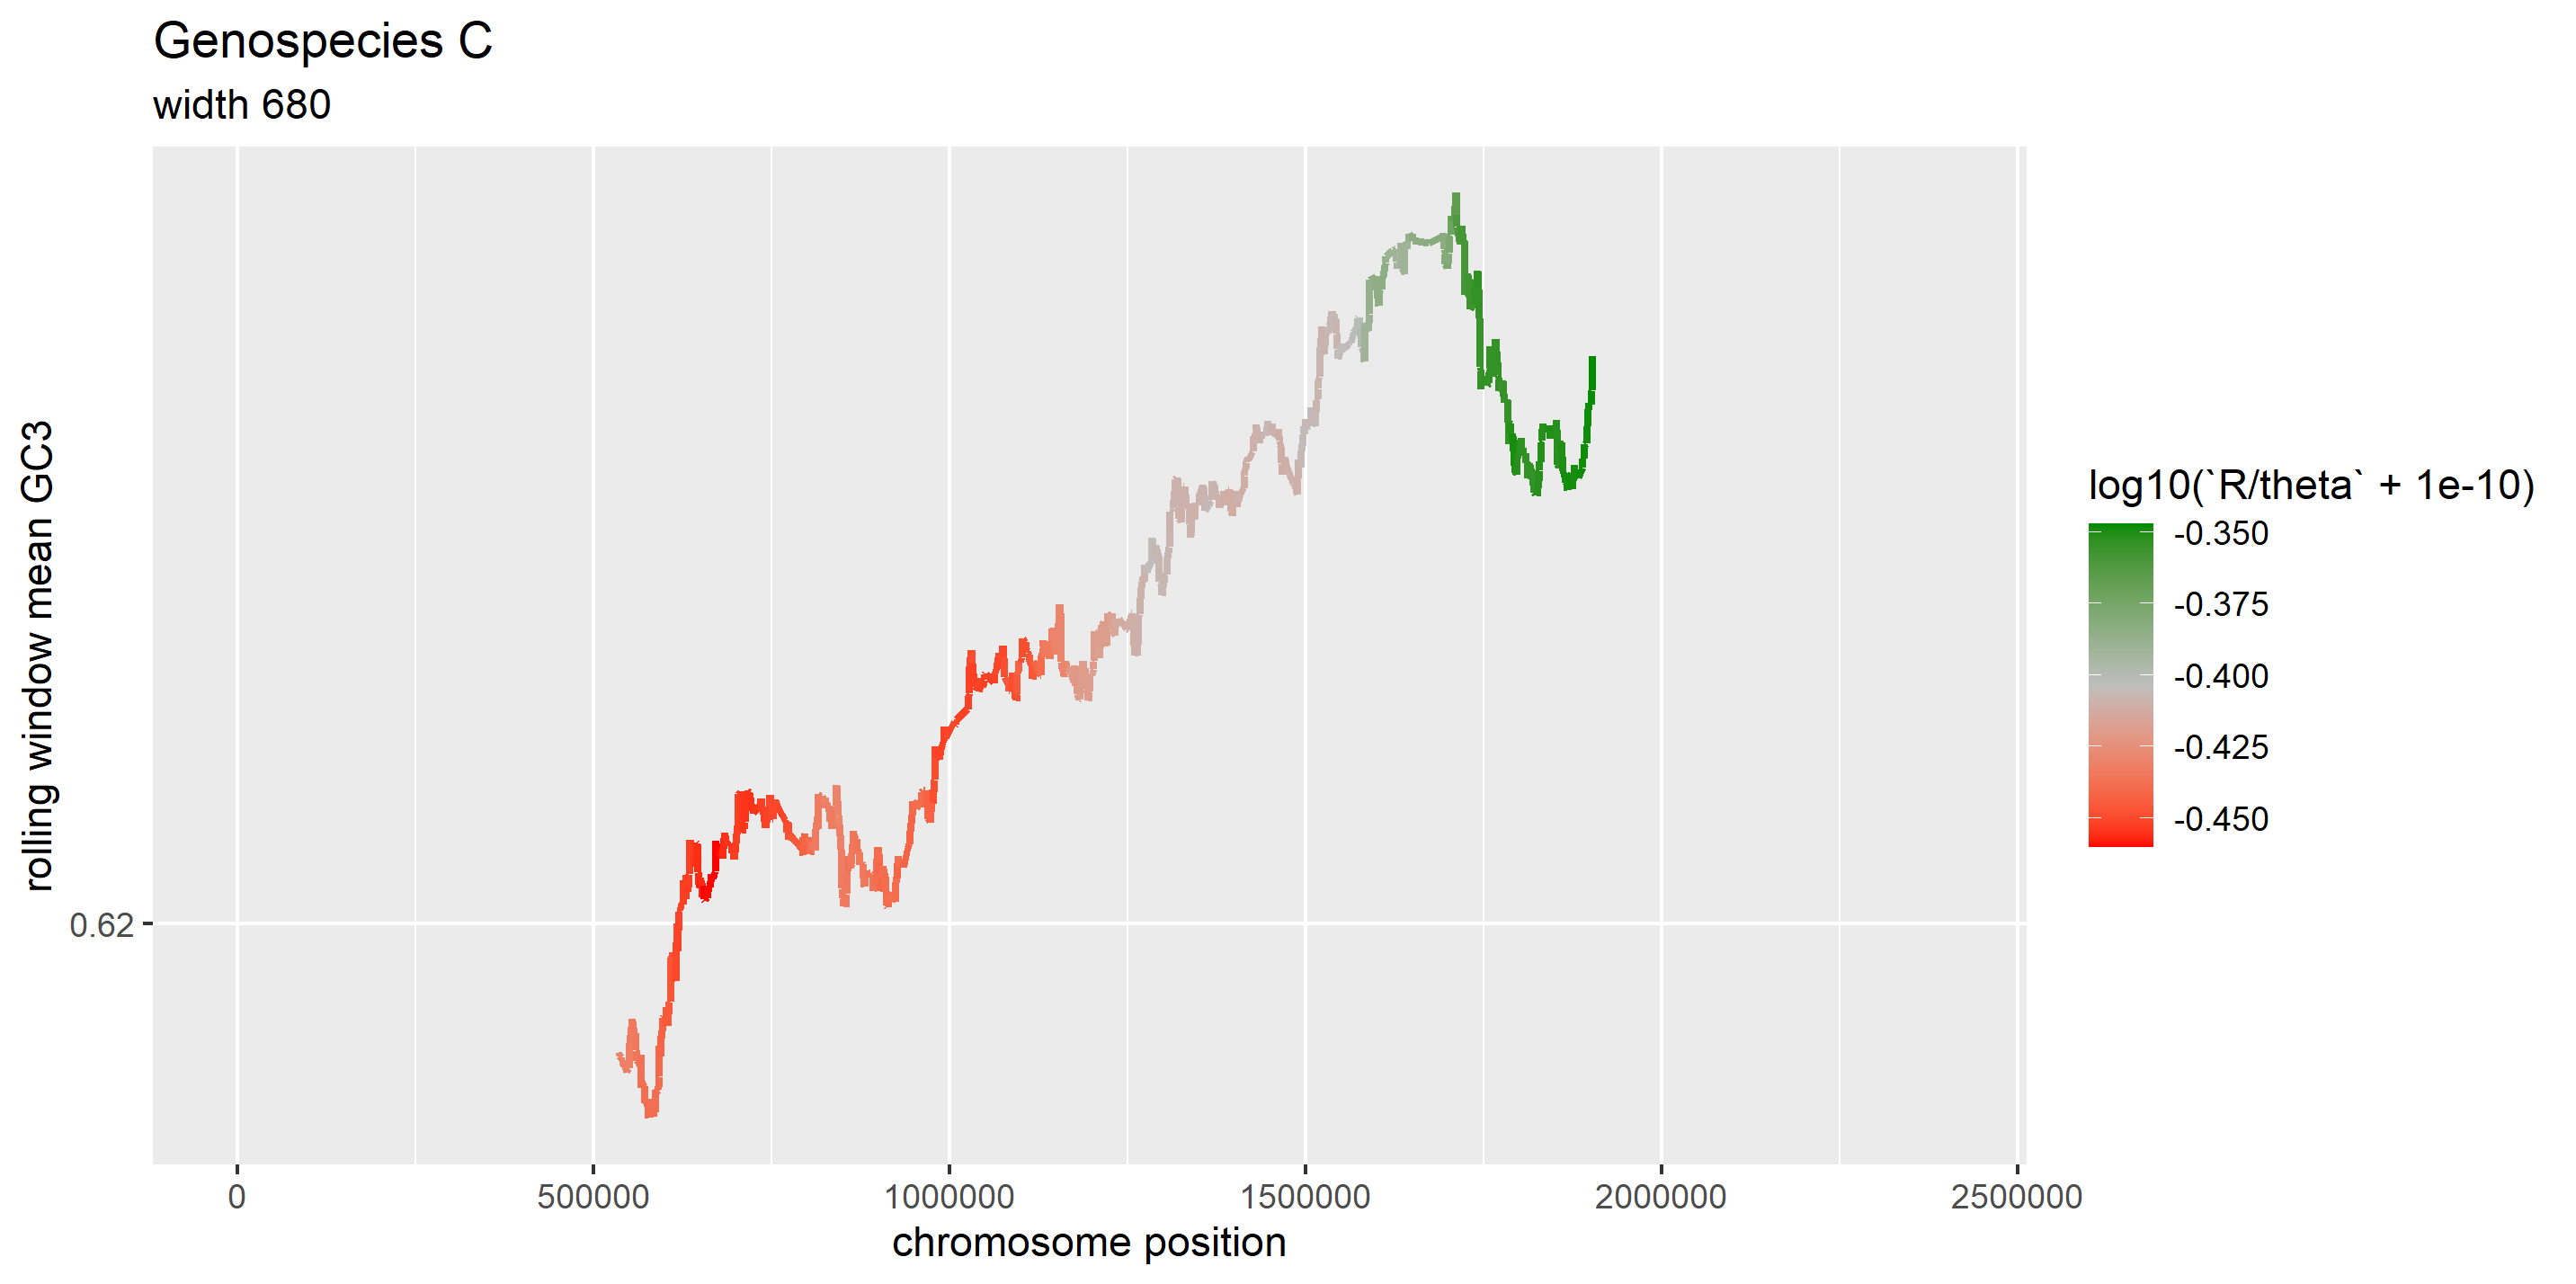 Genospecies C
width 680
rolling window mean GC3
0.62
0
500000
1000000
1500000
2000000
2500000
chromosome position
log10(`R/theta` + 1e-10)
-0.350
-0.375
-0.400
-0.425
-0.450